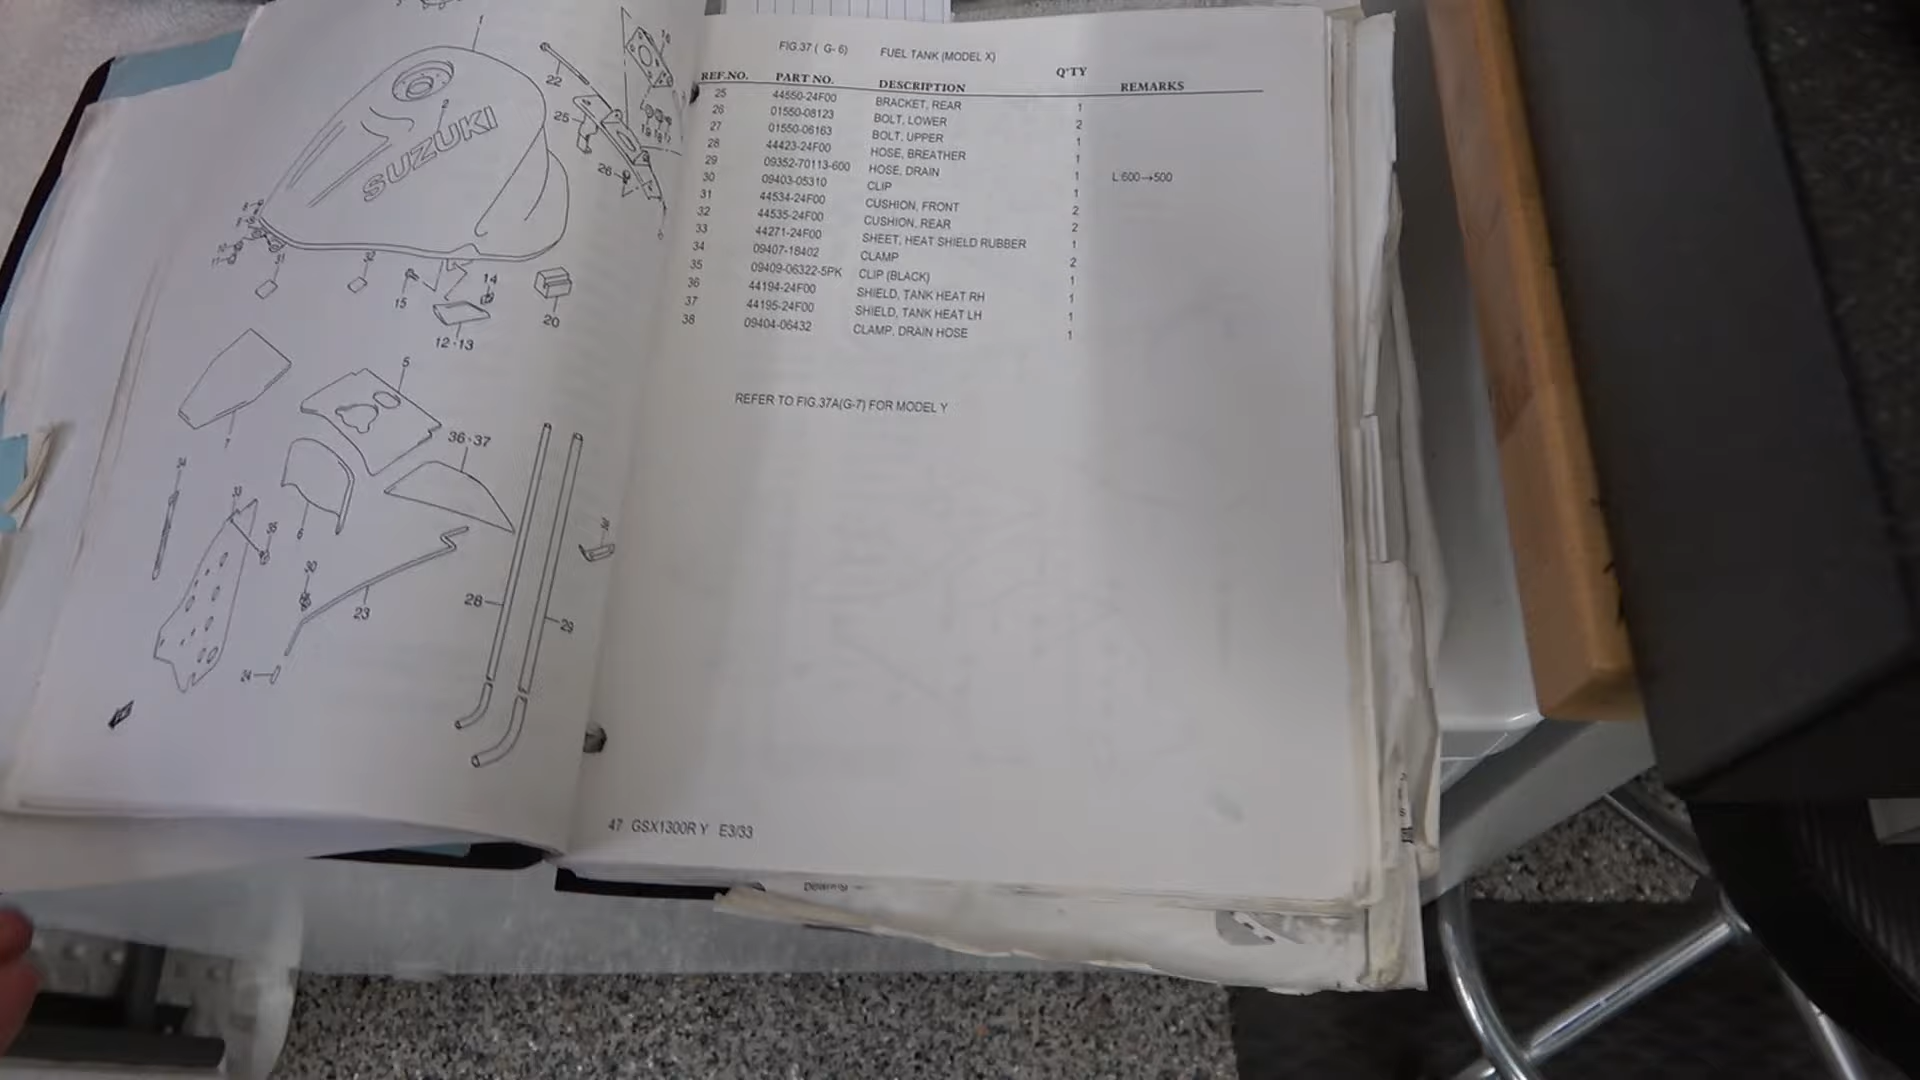 FIG.37 ( G- 6) FUEL TANK (MODEL X)
REF.NO. PART NO. DESCRIPTION Q'TY REMARKS
25 44550-24F00 BRACKET, REAR 1
26 01550-08123 BOLT, LOWER 2
27 01550-06163 BOLT, UPPER 1
28 44423-24F00 HOSE, BREATHER 1
29 09352-70113-600 HOSE, DRAIN 1 L:600→500
30 09403-05310 CLIP 1
31 44534-24F00 CUSHION, FRONT 2
32 44535-24F00 CUSHION, REAR 2
33 44271-24F00 SHEET, HEAT SHIELD RUBBER 1
34 09407-18402 CLAMP 2
35 09409-06322-5PK CLIP (BLACK) 1
36 44194-24F00 SHIELD, TANK HEAT RH 1
37 44195-24F00 SHIELD, TANK HEAT LH 1
38 09404-06432 CLAMP, DRAIN HOSE 1
REFER TO FIG.37A(G-7) FOR MODEL Y
47 GSX1300R Y E3/33
1
2
SUZUKI
22
25
26
31
32
15
14
12·13
20
5
7
36·37
34
33
35
6
30
23
24
28
29
38